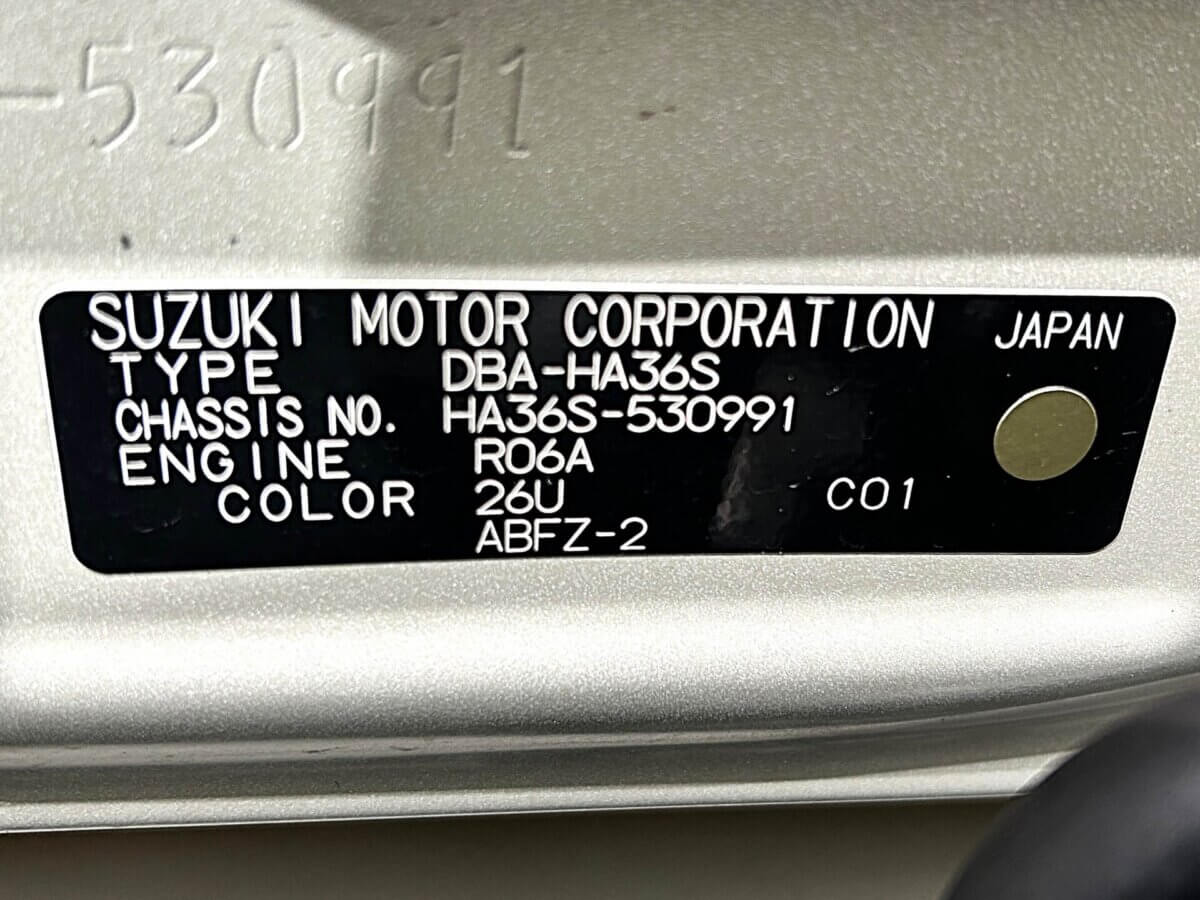 -530991
SUZUKI MOTOR CORPORATION JAPAN
TYPE DBA-HA36S
CHASSIS NO. HA36S-530991
ENGINE R06A
COLOR 26U C01
ABFZ-2